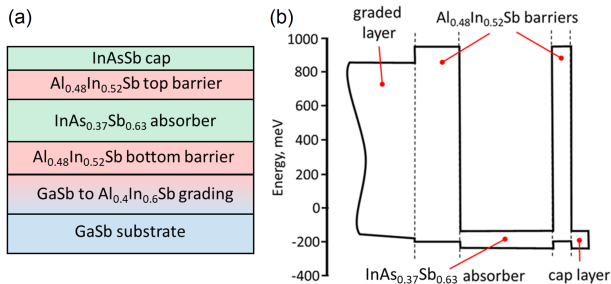 (a)
InAsSb cap
Al0.48In0.52Sb top barrier
InAs0.37Sb0.63 absorber
Al0.48In0.52Sb bottom barrier
GaSb to Al0.4In0.6Sb grading
GaSb substrate
(b)
graded
layer
Al0.48In0.52Sb barriers
Energy, meV
1000
800
600
400
200
0
-200
-400
InAs0.37Sb0.63 absorber
cap layer